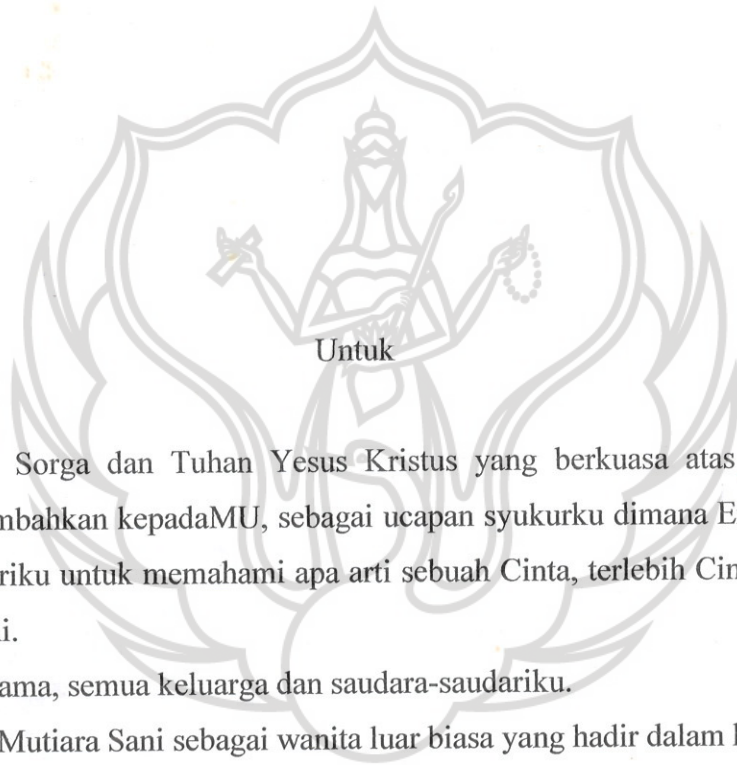 Untuk
Sorga dan Tuhan Yesus Kristus yang berkuasa atas
mbahkan kepadaMU, sebagai ucapan syukurku dimana E
riku untuk memahami apa arti sebuah Cinta, terlebih Cin
i.
ama, semua keluarga dan saudara-saudariku.
Mutiara Sani sebagai wanita luar biasa yang hadir dalam